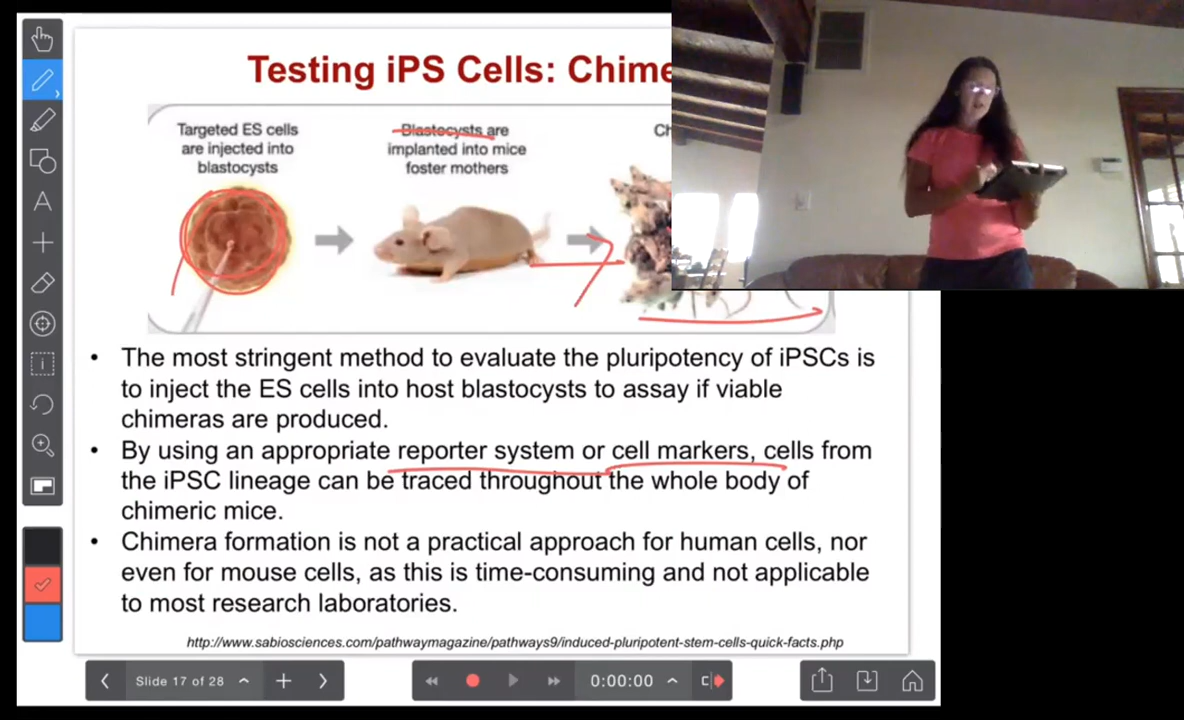 Testing iPS Cells: Chime
Targeted ES cells
are injected into
blastocysts
Blastocysts are
implanted into mice
foster mothers
Ch
• The most stringent method to evaluate the pluripotency of iPSCs is
to inject the ES cells into host blastocysts to assay if viable
chimeras are produced.
• By using an appropriate reporter system or cell markers, cells from
the iPSC lineage can be traced throughout the whole body of
chimeric mice.
• Chimera formation is not a practical approach for human cells, nor
even for mouse cells, as this is time-consuming and not applicable
to most research laboratories.
http://www.sabiosciences.com/pathwaymagazine/pathways9/induced-pluripotent-stem-cells-quick-facts.php
Slide 17 of 28
0:00:00